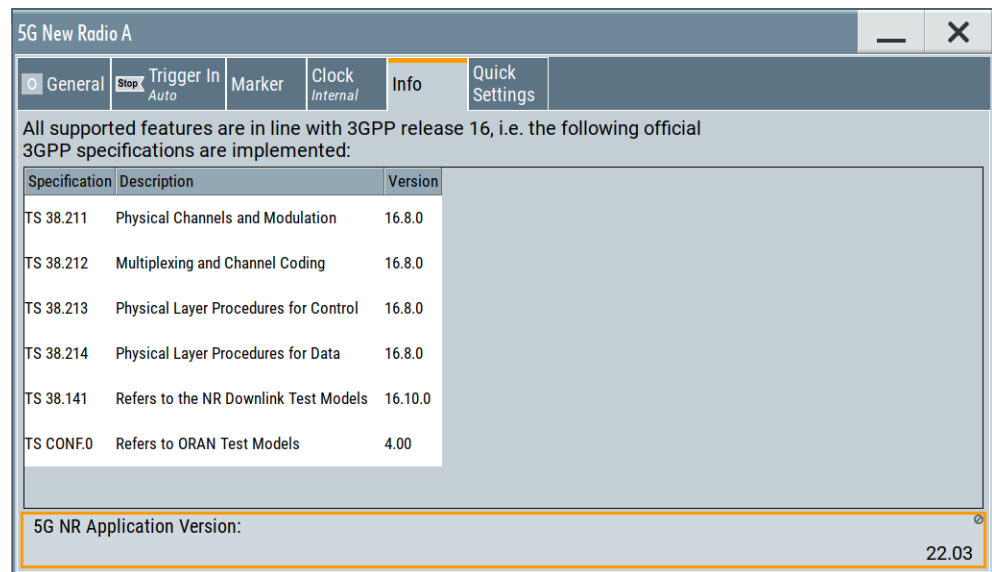 5G New Radio A
General
Stop Trigger In
Auto
Marker
Clock
Internal
Info
Quick
Settings
All supported features are in line with 3GPP release 16, i.e. the following official
3GPP specifications are implemented:
Specification Description Version
TS 38.211 Physical Channels and Modulation 16.8.0
TS 38.212 Multiplexing and Channel Coding 16.8.0
TS 38.213 Physical Layer Procedures for Control 16.8.0
TS 38.214 Physical Layer Procedures for Data 16.8.0
TS 38.141 Refers to the NR Downlink Test Models 16.10.0
TS CONF.0 Refers to ORAN Test Models 4.00
5G NR Application Version:
22.03